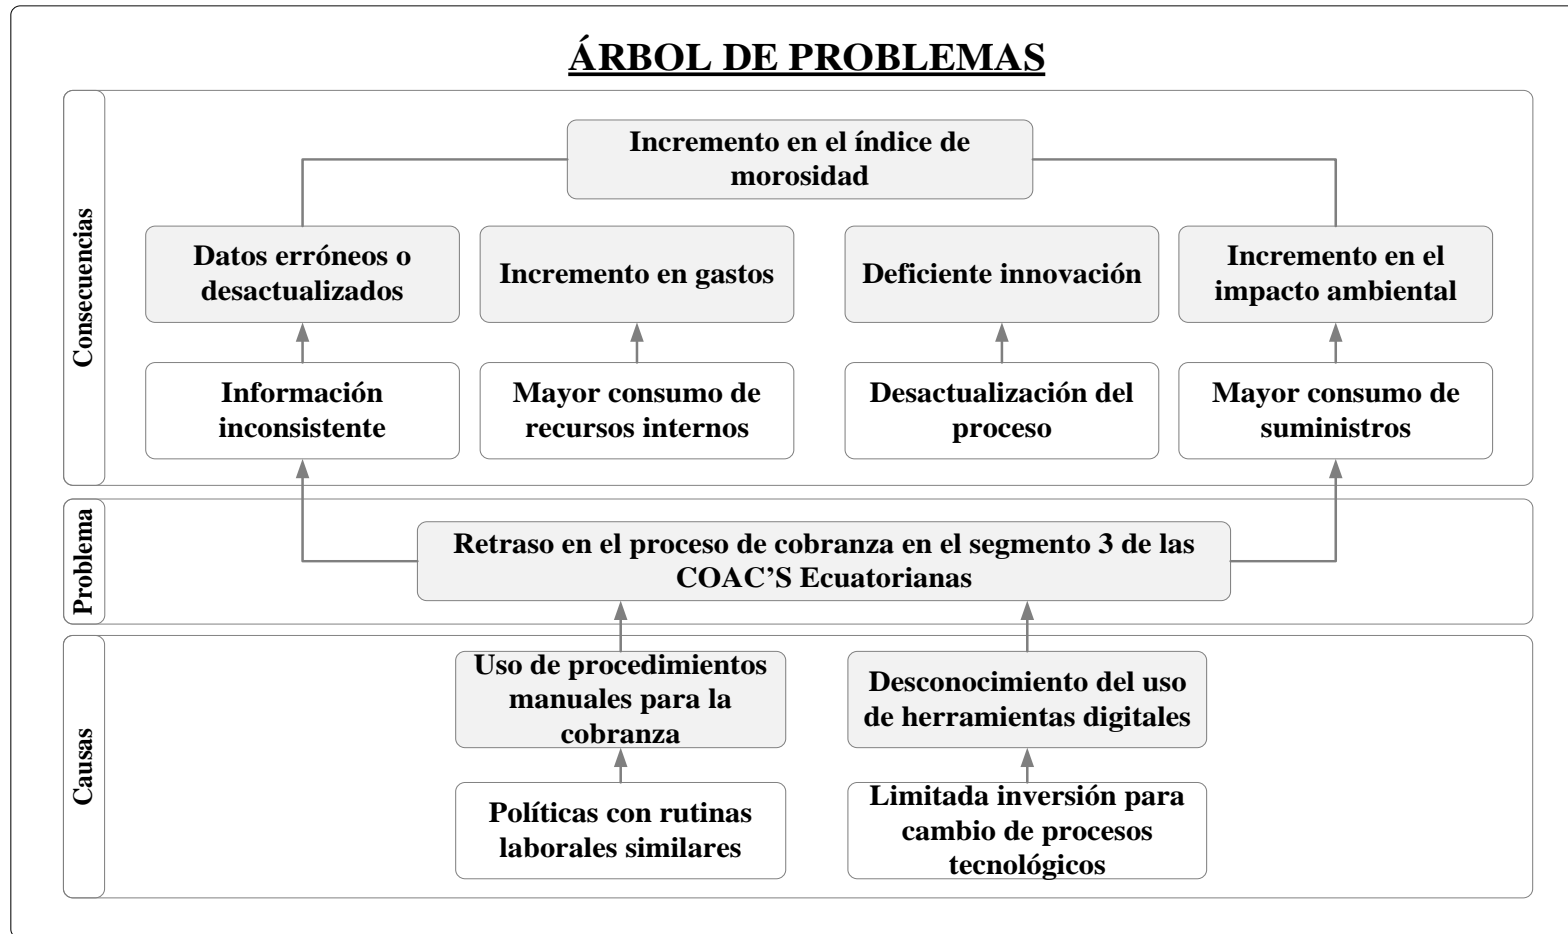 ÁRBOL DE PROBLEMAS
Consecuencias
Incremento en el índice de
morosidad
Datos erróneos o
desactualizados
Incremento en gastos
Deficiente innovación
Incremento en el
impacto ambiental
Información
inconsistente
Mayor consumo de
recursos internos
Desactualización del
proceso
Mayor consumo de
suministros
Problema
Retraso en el proceso de cobranza en el segmento 3 de las
COAC’S Ecuatorianas
Causas
Uso de procedimientos
manuales para la
cobranza
Desconocimiento del uso
de herramientas digitales
Políticas con rutinas
laborales similares
Limitada inversión para
cambio de procesos
tecnológicos